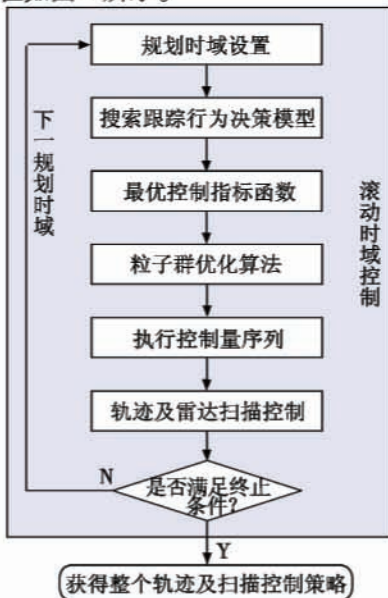 规划时域设置
搜索跟踪行为决策模型
最优控制指标函数
粒子群优化算法
执行控制量序列
轨迹及雷达扫描控制
是否满足终止
条件?
N
Y
获得整个轨迹及扫描控制策略
下一规划时域
滚动时域控制